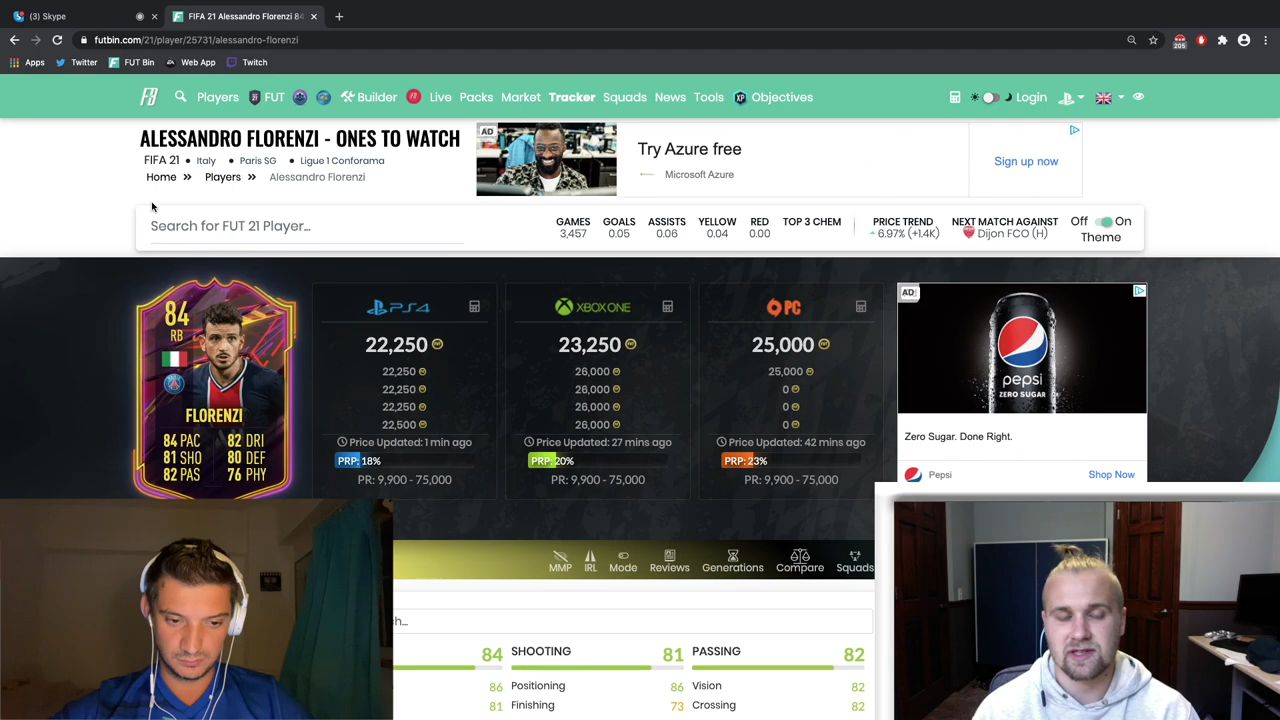 (3) Skype
FIFA 21 Alessandro Florenzi 84
futbin.com/21/player/25731/alessandro-florenzi
205
Apps Twitter FUT Bin Web App Twitch
Players FUT Builder Live Packs Market Tracker Squads News Tools XP Objectives Login
ALESSANDRO FLORENZI - ONES TO WATCH
FIFA 21 • Italy • Paris SG • Ligue 1 Conforama
Home » Players » Alessandro Florenzi
AD
Try Azure free
Microsoft Azure
Sign up now
Search for FUT 21 Player...
GAMES GOALS ASSISTS YELLOW RED TOP 3 CHEM PRICE TREND NEXT MATCH AGAINST
3,457 0.05 0.06 0.04 0.00 6.97% (+1.4K) Dijon FCO (H)
Off On
Theme
84
RB
FLORENZI
84 PAC 82 DRI
81 SHO 80 DEF
82 PAS 76 PHY
PS4
22,250
22,250
22,250
22,250
22,500
Price Updated: 1 min ago
PRP: 18%
PR: 9,900 - 75,000
XBOX ONE
23,250
26,000
26,000
26,000
26,000
Price Updated: 27 mins ago
PRP: 20%
PR: 9,900 - 75,000
PC
25,000
25,000
0
0
0
Price Updated: 42 mins ago
PRP: 23%
PR: 9,900 - 75,000
AD
pepsi
ZERO SUGAR
Zero Sugar. Done Right.
Pepsi
Shop Now
MMP IRL Mode Reviews Generations Compare Squads
ch...
84 SHOOTING 81 PASSING 82
86 Positioning 86 Vision 82
81 Finishing 73 Crossing 82